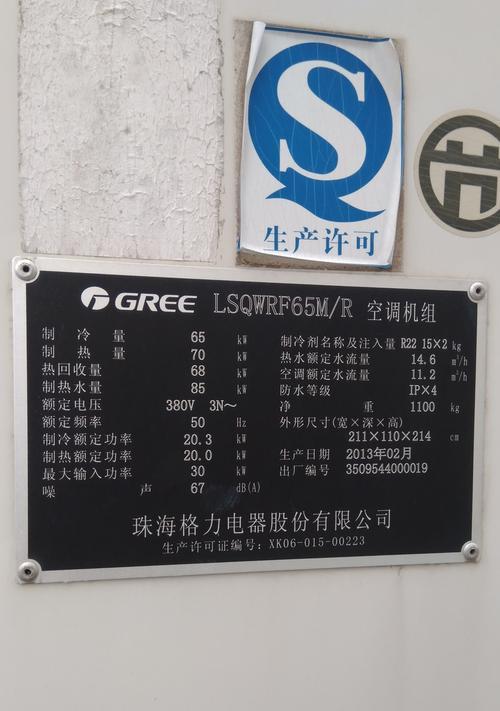 S
生产许可
节
GREE LSQWRF65M/R 空调机组
制冷量 65 kW
制热量 70 kW
热回收量 68 kW
制热水量 85 kW
额定电压 380V 3N~
额定频率 50 Hz
制冷额定功率 20.3 kW
制热额定功率 20.0 kW
最大输入功率 30 kW
噪声 67 dB(A)
制冷剂名称及注入量 R22 15×2 kg
热水额定水流量 14.6 m³/h
空调额定水流量 11.2 m³/h
防水等级 IP×4
净重 1100 kg
外形尺寸(宽×深×高)
211×110×214 cm
生产日期 2013年02月
出厂编号 3509544000019
珠海格力电器股份有限公司
生产许可证编号: XK06-015-00223